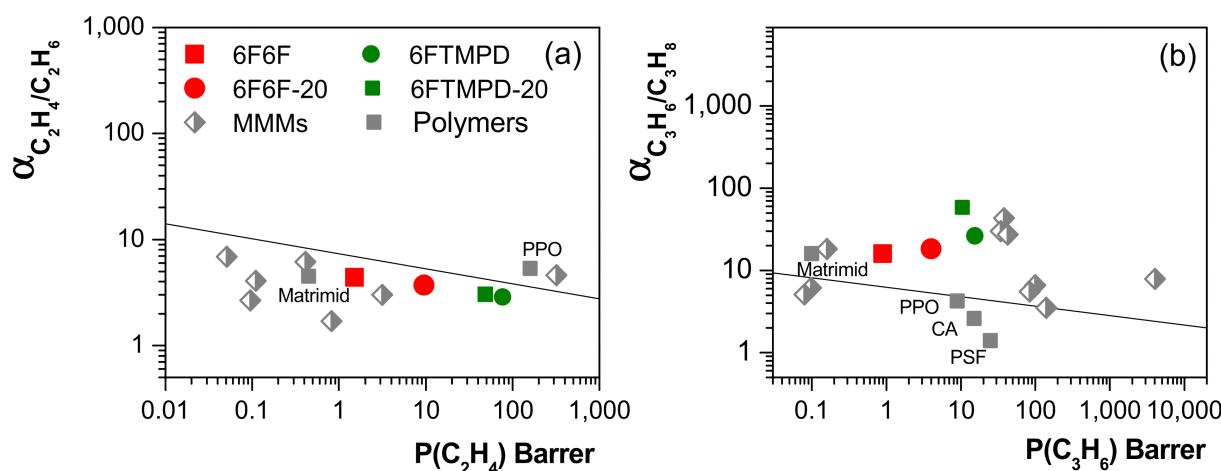 1,000
100
10
1
α C₂H₄/C₂H₆
(a)
6F6F
6FTMPD
6F6F-20
6FTMPD-20
MMMs
Polymers
PPO
Matrimid
0.01 0.1 1 10 100 1,000
P(C₂H₄) Barrer
1,000
100
10
1
α C₃H₆/C₃H₈
(b)
Matrimid
PPO
CA
PSF
0.1 1 10 100 1,000 10,000
P(C₃H₆) Barrer